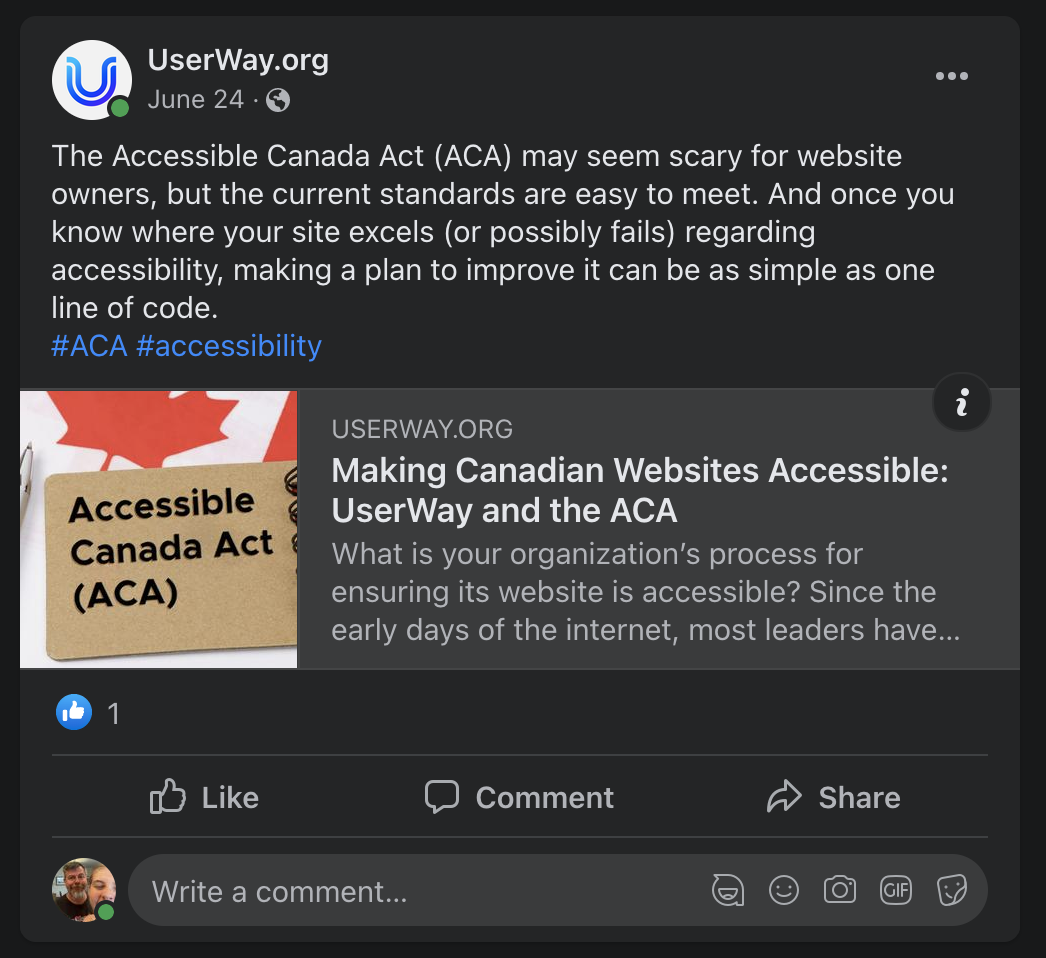 UserWay.org
June 24 ·
The Accessible Canada Act (ACA) may seem scary for website
owners, but the current standards are easy to meet. And once you
know where your site excels (or possibly fails) regarding
accessibility, making a plan to improve it can be as simple as one
line of code.
#ACA #accessibility
Accessible
Canada Act
(ACA)
USERWAY.ORG
Making Canadian Websites Accessible:
UserWay and the ACA
What is your organization’s process for
ensuring its website is accessible? Since the
early days of the internet, most leaders have...
1
Like
Comment
Share
Write a comment...
GIF